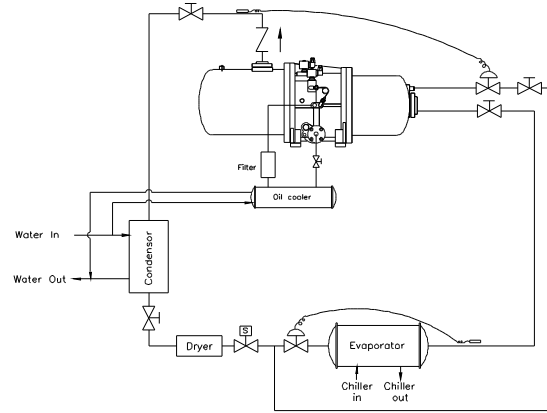 Filter
Oil cooler
Water In
Condensor
Water Out
S
Dryer
Evaporator
Chiller
in
Chiller
out